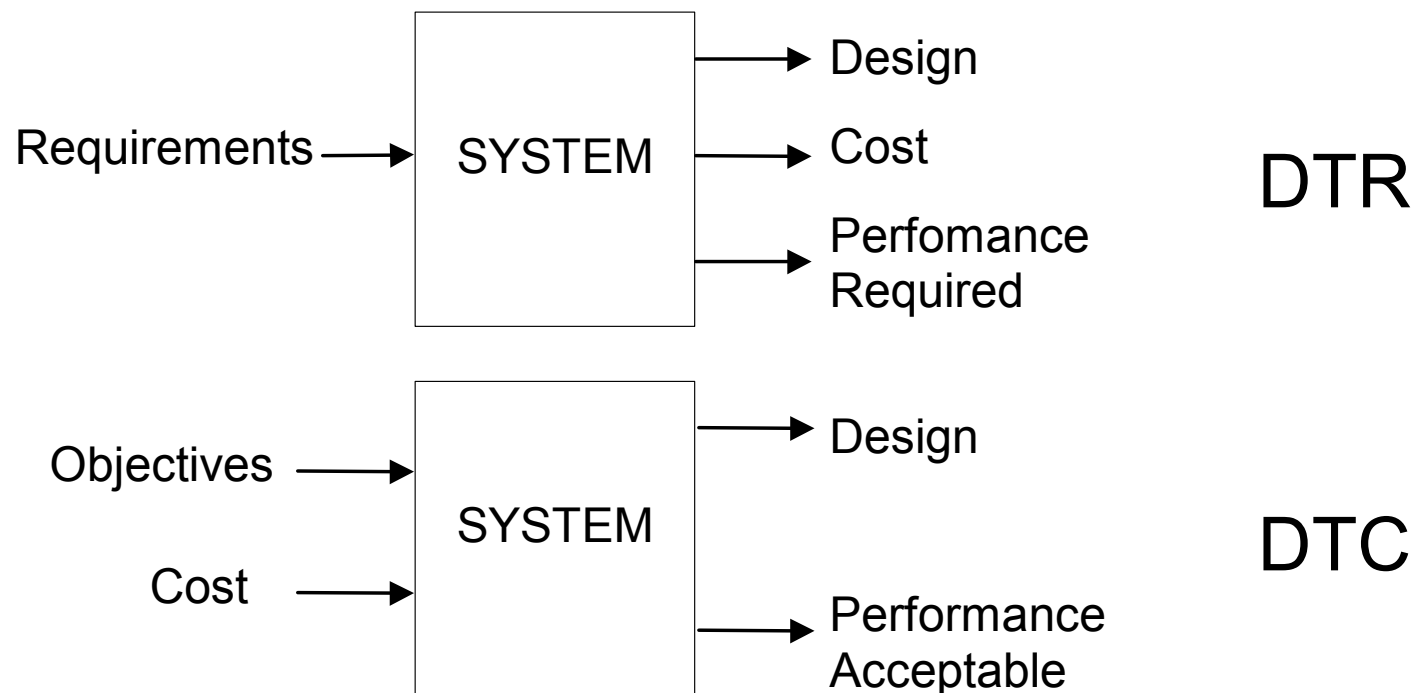 Design
Requirements
SYSTEM
Cost
DTR
Perfomance
Required
Design
Objectives
SYSTEM
DTC
Cost
Performance
Acceptable